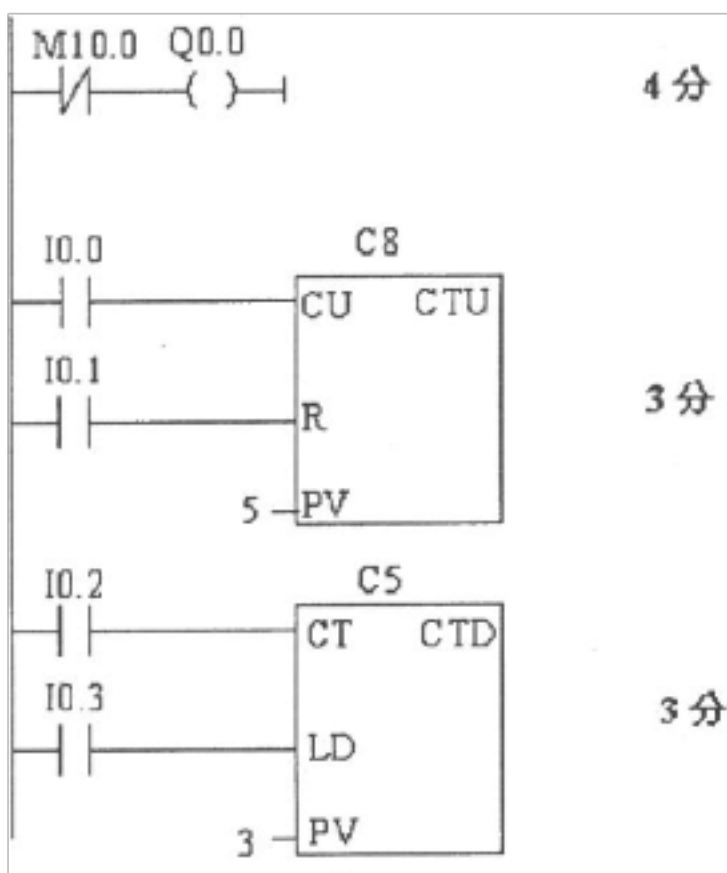 M10.0 Q0.0
4分
I0.0
C8
CU CTU
I0.1
R
3分
5 PV
I0.2
C5
CT CTD
I0.3
LD
3分
3 PV